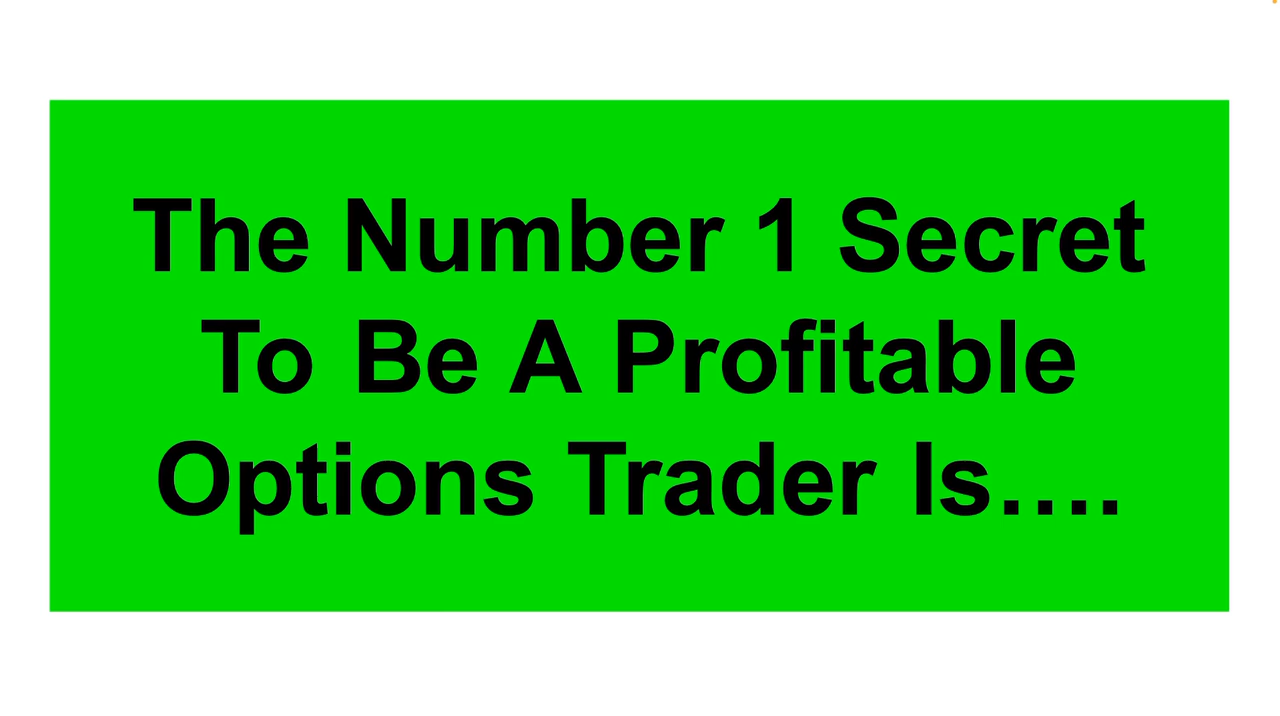 The Number 1 Secret
To Be A Profitable
Options Trader Is....